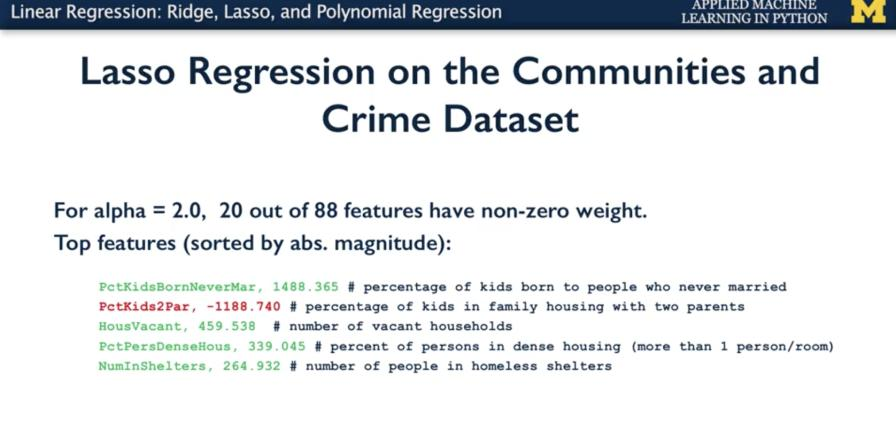 Linear Regression: Ridge, Lasso, and Polynomial Regression
APPLIED MACHINE
LEARNING IN PYTHON
M
Lasso Regression on the Communities and
Crime Dataset
For alpha = 2.0, 20 out of 88 features have non-zero weight.
Top features (sorted by abs. magnitude):
PctKidsBornNeverMar, 1488.365 # percentage of kids born to people who never married
PctKids2Par, -1188.740 # percentage of kids in family housing with two parents
HousVacant, 459.538 # number of vacant households
PctPersDenseHous, 339.045 # percent of persons in dense housing (more than 1 person/room)
NumInShelters, 264.932 # number of people in homeless shelters